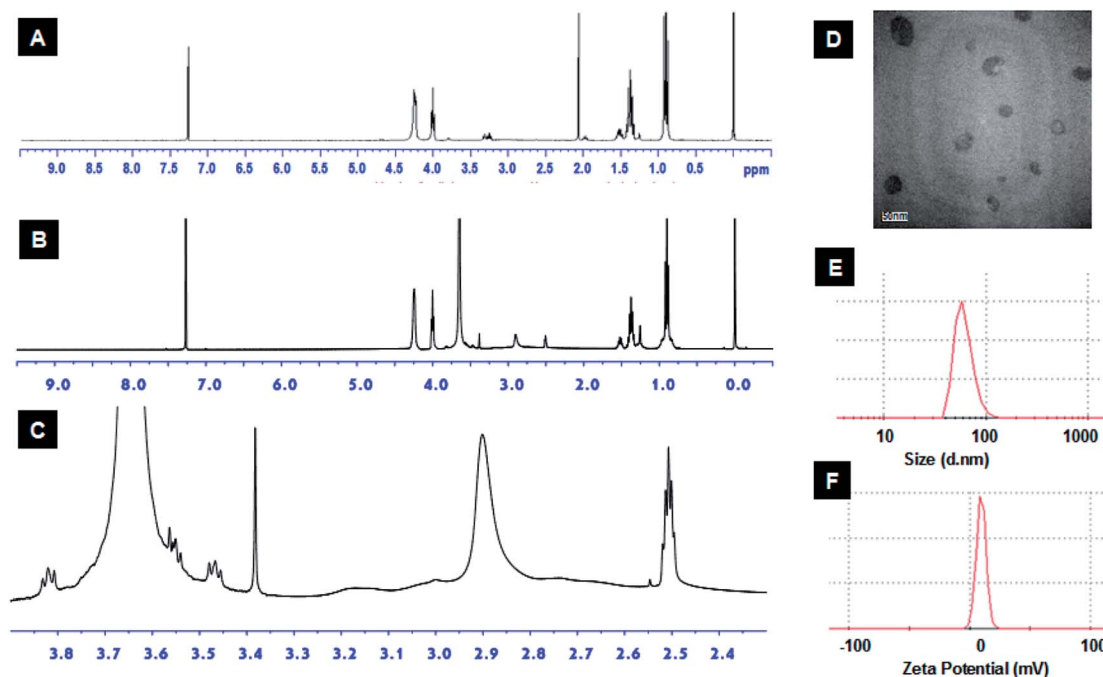 A
9.5 9.0 8.5 8.0 7.5 7.0 6.5 6.0 5.5 5.0 4.5 4.0 3.5 3.0 2.5 2.0 1.5 1.0 0.5 ppm
B
9.0 8.0 7.0 6.0 5.0 4.0 3.0 2.0 1.0 0.0
C
3.8 3.7 3.6 3.5 3.4 3.3 3.2 3.1 3.0 2.9 2.8 2.7 2.6 2.5 2.4
D
50nm
E
10 100 1000
Size (d.nm)
F
-100 0 100
Zeta Potential (mV)